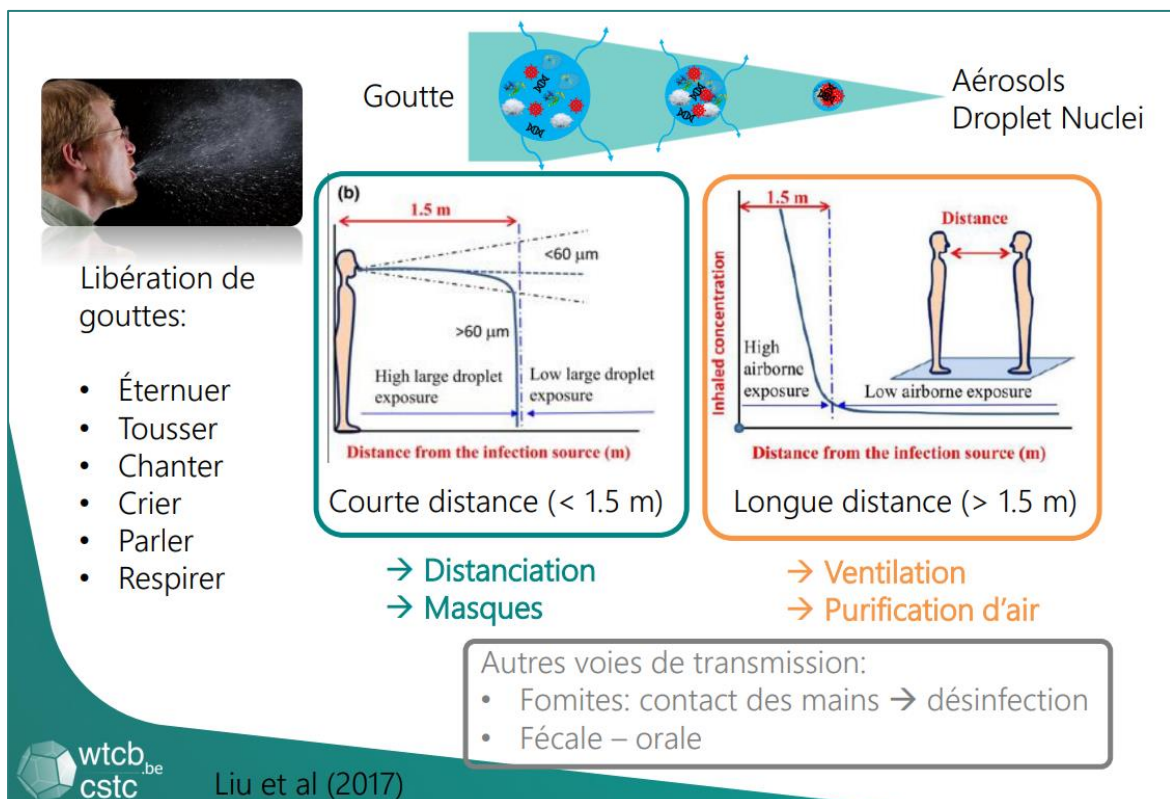 Goutte
Aérosols
Droplet Nuclei
Libération de
gouttes:
• Éternuer
• Tousser
• Chanter
• Crier
• Parler
• Respirer
(b)
1.5 m
<60 µm
>60 µm
High large droplet
exposure
Low large droplet
exposure
Distance from the infection source (m)
Courte distance (< 1.5 m)
→ Distanciation
→ Masques
1.5 m
Distance
Inhaled concentration
High
airborne
exposure
Low airborne exposure
Distance from the infection source (m)
Longue distance (> 1.5 m)
→ Ventilation
→ Purification d'air
Autres voies de transmission:
• Fomites: contact des mains → désinfection
• Fécale – orale
wtcb
.be
cstc
Liu et al (2017)